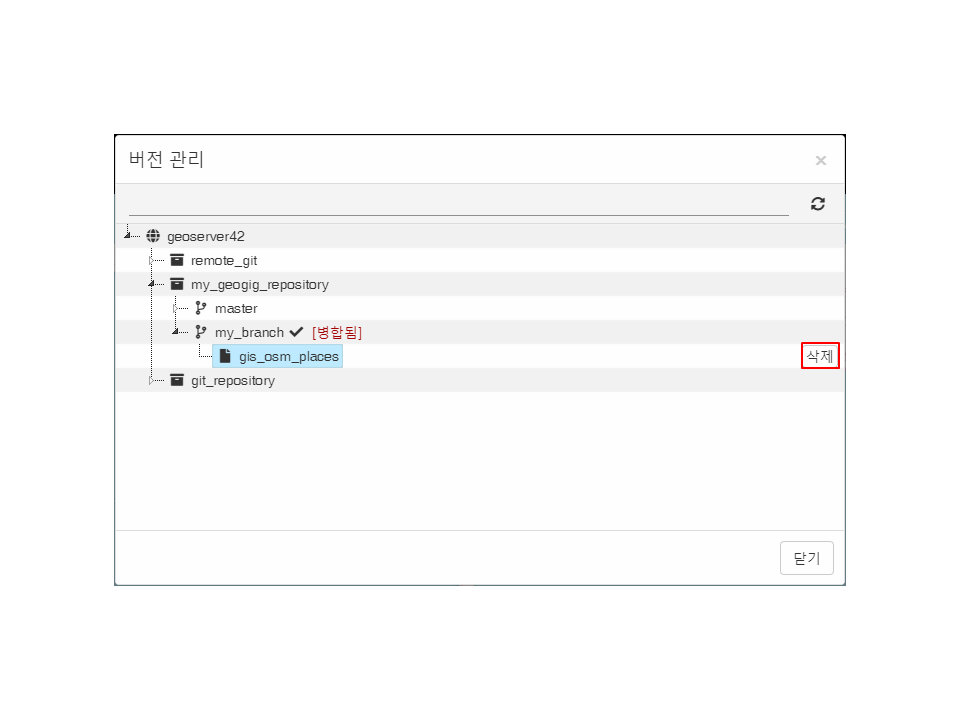 버전 관리
geoserver42
remote_git
my_geogig_repository
master
my_branch [병합됨]
gis_osm_places 삭제
git_repository
닫기